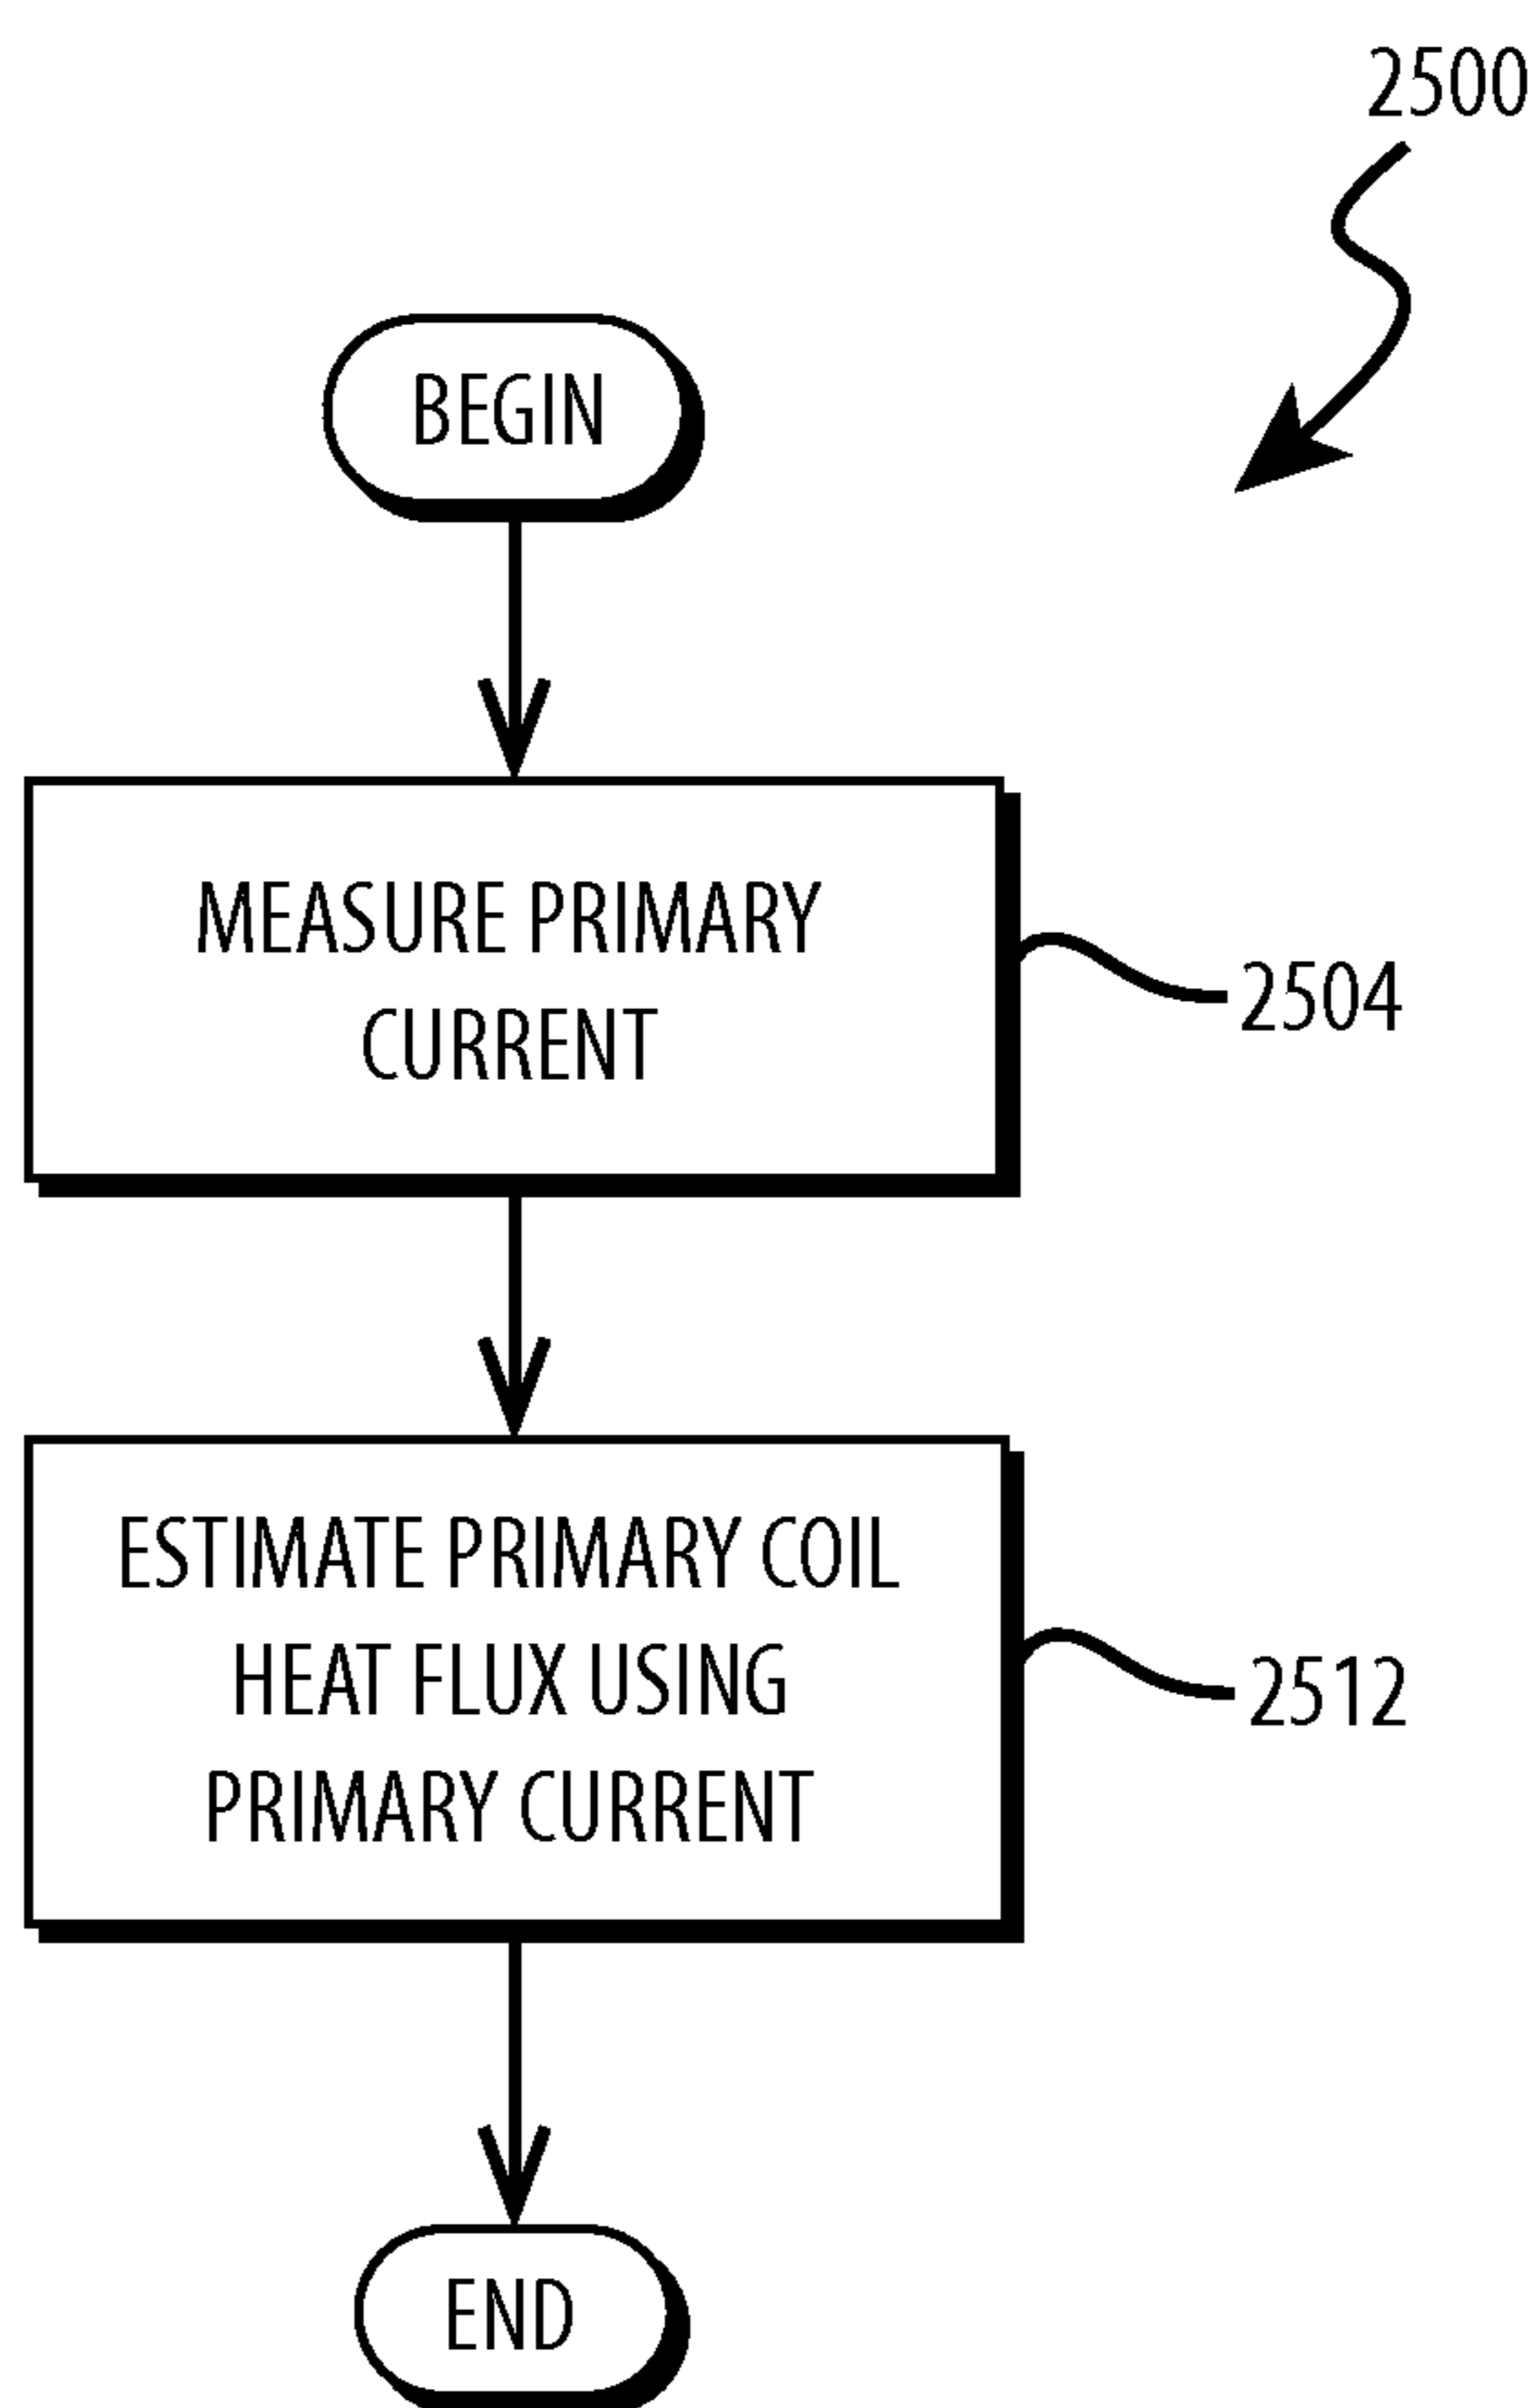 2500
BEGIN
MEASURE PRIMARY
CURRENT
2504
ESTIMATE PRIMARY COIL
HEAT FLUX USING
PRIMARY CURRENT
2512
END